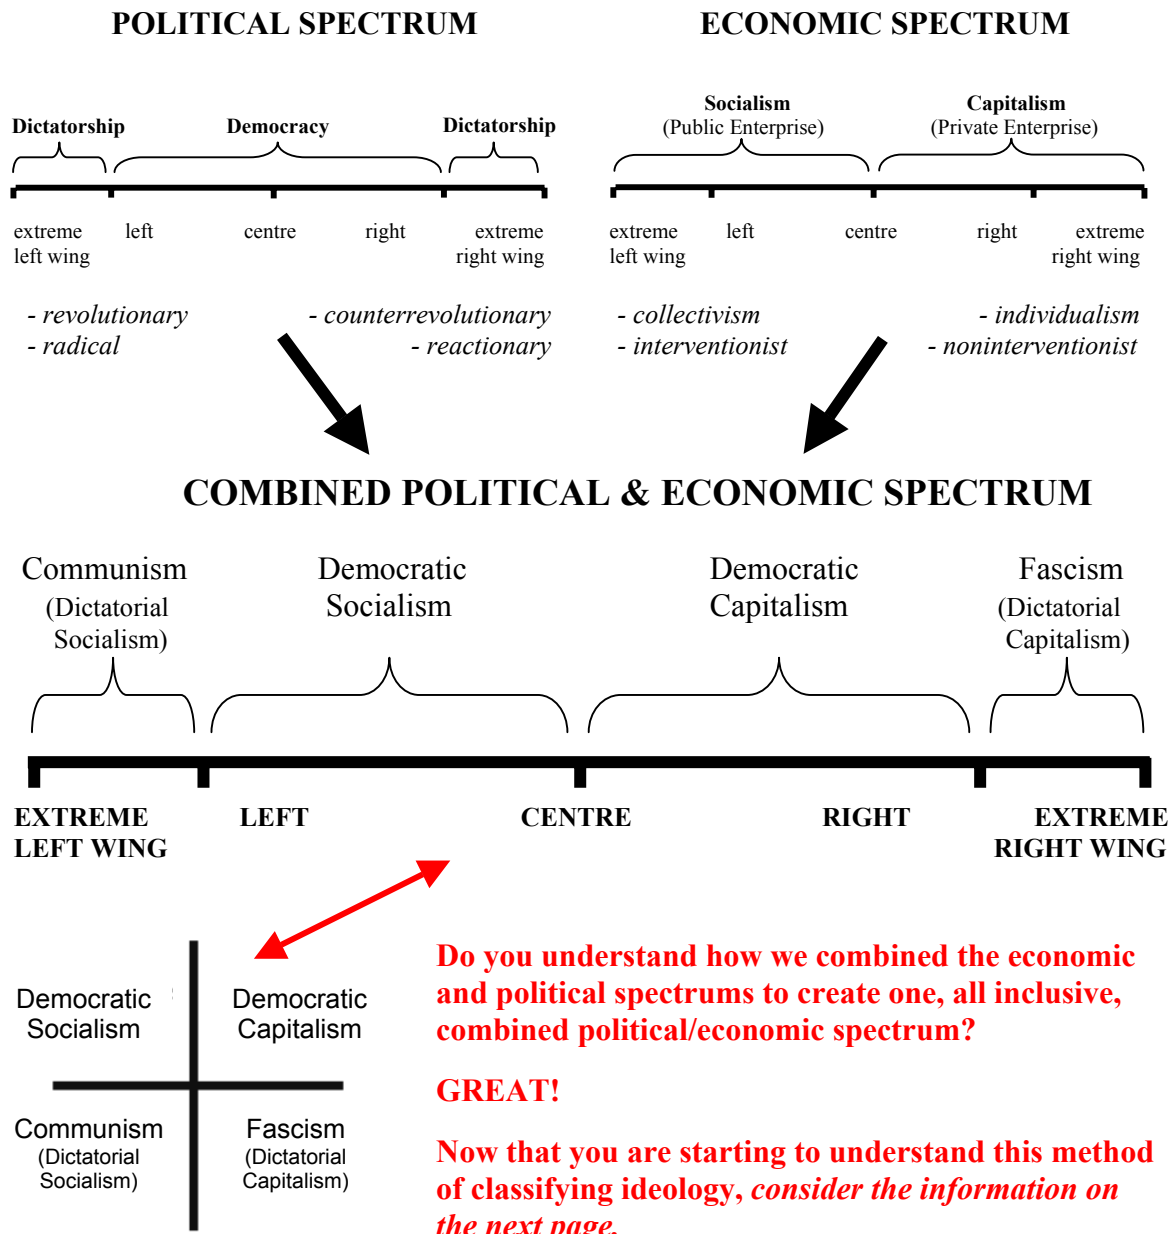 POLITICAL SPECTRUM
ECONOMIC SPECTRUM
Dictatorship
Democracy
Dictatorship
Socialism
(Public Enterprise)
Capitalism
(Private Enterprise)
extreme
left wing
left
centre
right
extreme
right wing
extreme
left wing
left
centre
right
extreme
right wing
- revolutionary
- radical
- counterrevolutionary
- reactionary
- collectivism
- interventionist
- individualism
- noninterventionist
COMBINED POLITICAL & ECONOMIC SPECTRUM
Communism
(Dictatorial
Socialism)
Democratic
Socialism
Democratic
Capitalism
Fascism
(Dictatorial
Capitalism)
EXTREME
LEFT WING
LEFT
CENTRE
RIGHT
EXTREME
RIGHT WING
Democratic
Socialism
Democratic
Capitalism
Communism
(Dictatorial
Socialism)
Fascism
(Dictatorial
Capitalism)
Do you understand how we combined the economic
and political spectrums to create one, all inclusive,
combined political/economic spectrum?
GREAT!
Now that you are starting to understand this method
of classifying ideology, consider the information on
the next page.